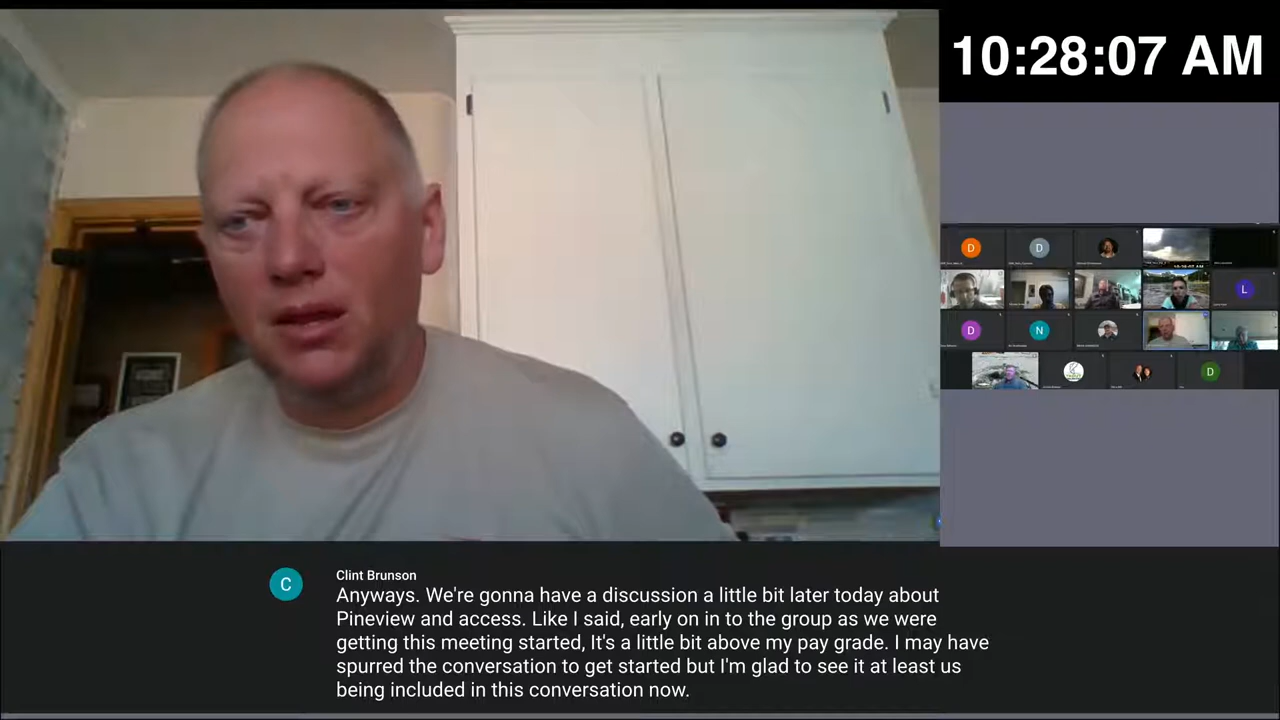 10:28:07 AM
D
D
L
D
N
D
C
Clint Brunson
Anyways. We're gonna have a discussion a little bit later today about
Pineview and access. Like I said, early on in to the group as we were
getting this meeting started, It's a little bit above my pay grade. I may have
spurred the conversation to get started but I'm glad to see it at least us
being included in this conversation now.